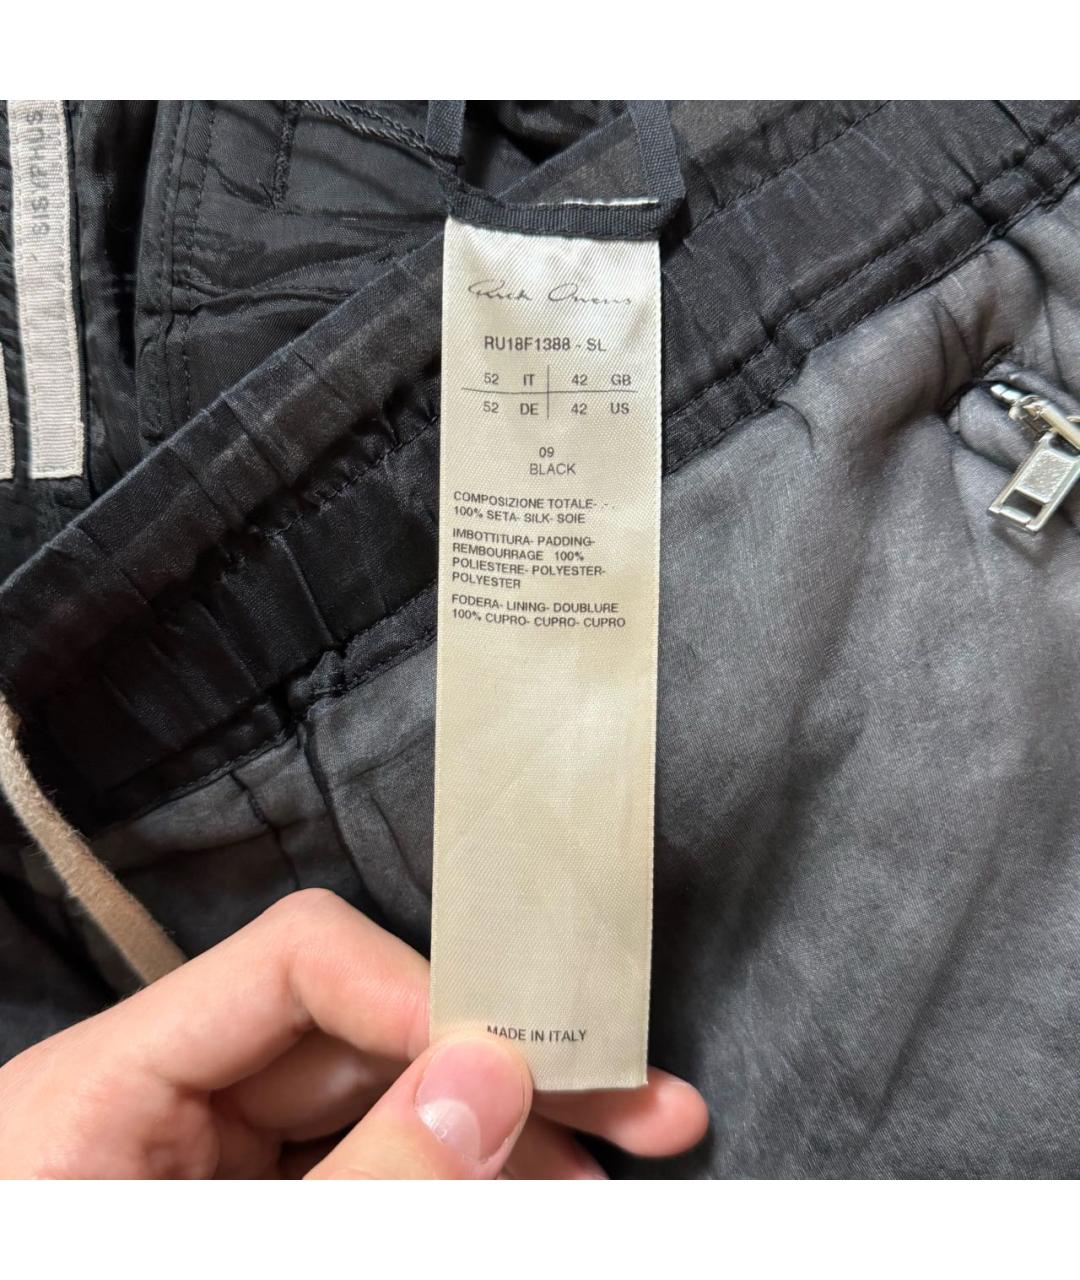 SISYPHUS
Rick Owens
RU18F1388 - SL
52 IT 42 GB
52 DE 42 US
09
BLACK
COMPOSIZIONE TOTALE- - -
100% SETA- SILK- SOIE
IMBOTTITURA- PADDING-
REMBOURRAGE 100%
POLIESTERE- POLYESTER-
POLYESTER
FODERA- LINING- DOUBLURE
100% CUPRO- CUPRO- CUPRO
MADE IN ITALY